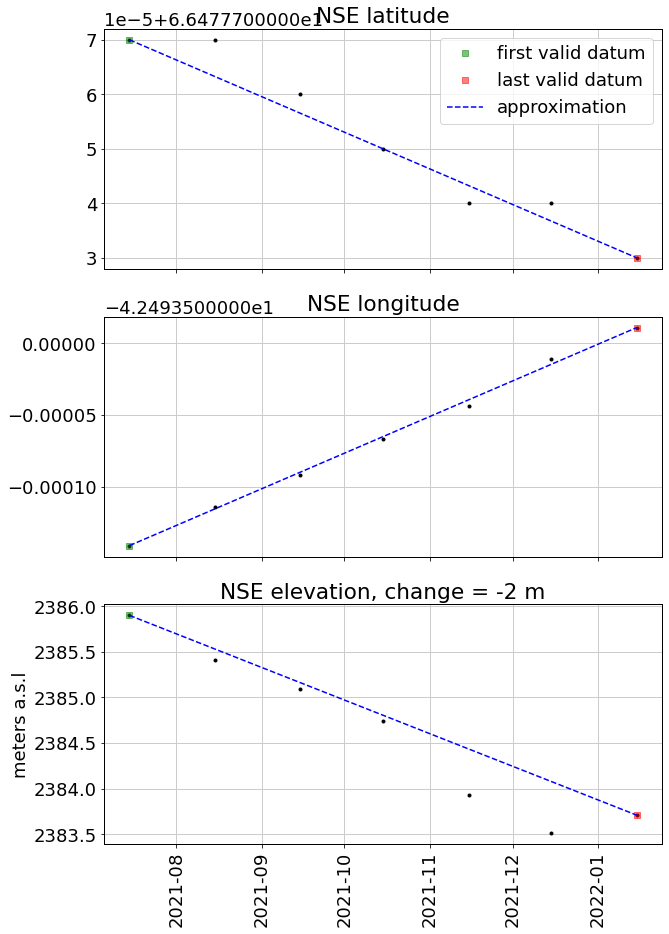 1e−5+6.6477700000e1
NSE latitude
7
6
5
4
3
first valid datum
last valid datum
approximation
−4.2493500000e1
NSE longitude
0.00000
−0.00005
−0.00010
NSE elevation, change = -2 m
2386.0
2385.5
2385.0
2384.5
2384.0
2383.5
meters a.s.l
2021-08
2021-09
2021-10
2021-11
2021-12
2022-01